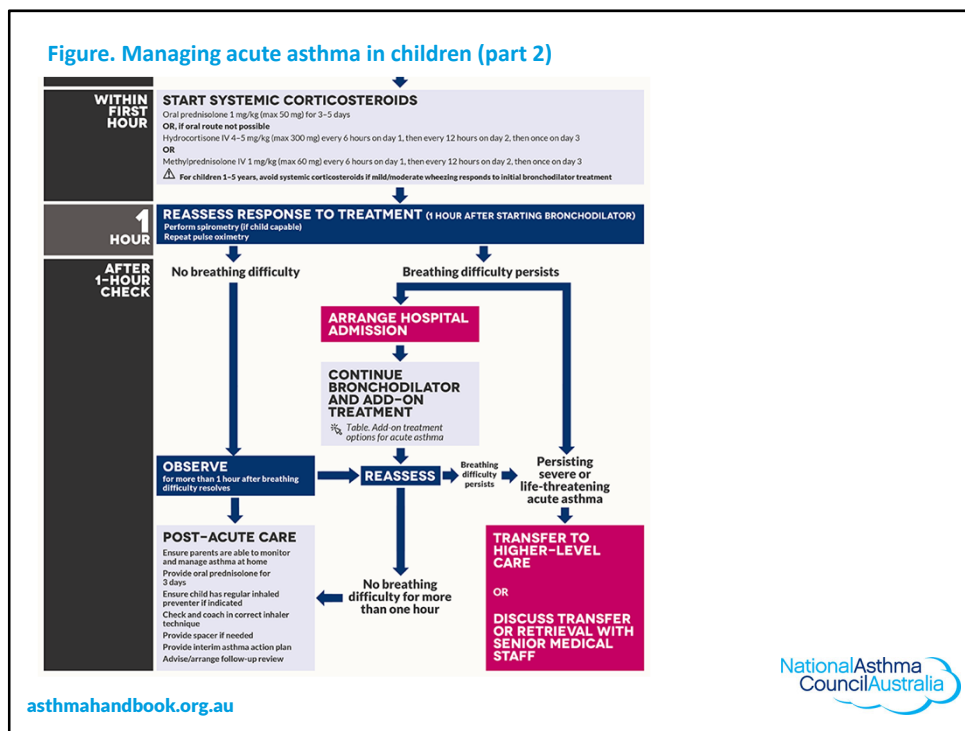 Figure. Managing acute asthma in children (part 2)
WITHIN
FIRST
HOUR
START SYSTEMIC CORTICOSTEROIDS
Oral prednisolone 1 mg/kg (max 50 mg) for 3–5 days
OR, if oral route not possible
Hydrocortisone IV 4–5 mg/kg (max 300 mg) every 6 hours on day 1, then every 12 hours on day 2, then once on day 3
OR
Methylprednisolone IV 1 mg/kg (max 60 mg) every 6 hours on day 1, then every 12 hours on day 2, then once on day 3
For children 1–5 years, avoid systemic corticosteroids if mild/moderate wheezing responds to initial bronchodilator treatment
1
HOUR
REASSESS RESPONSE TO TREATMENT (1 HOUR AFTER STARTING BRONCHODILATOR)
Perform spirometry (if child capable)
Repeat pulse oximetry
AFTER
1-HOUR
CHECK
No breathing difficulty
Breathing difficulty persists
ARRANGE HOSPITAL
ADMISSION
CONTINUE
BRONCHODILATOR
AND ADD-ON
TREATMENT
Table. Add-on treatment
options for acute asthma
OBSERVE
for more than 1 hour after breathing
difficulty resolves
REASSESS
Breathing
difficulty
persists
Persisting
severe or
life-threatening
acute asthma
POST-ACUTE CARE
Ensure parents are able to monitor
and manage asthma at home
Provide oral prednisolone for
3 days
Ensure child has regular inhaled
preventer if indicated
Check and coach in correct inhaler
technique
Provide spacer if needed
Provide interim asthma action plan
Advise/arrange follow-up review
No breathing
difficulty for more
than one hour
TRANSFER TO
HIGHER-LEVEL
CARE
OR
DISCUSS TRANSFER
OR RETRIEVAL WITH
SENIOR MEDICAL
STAFF
asthmahandbook.org.au
NationalAsthma
CouncilAustralia